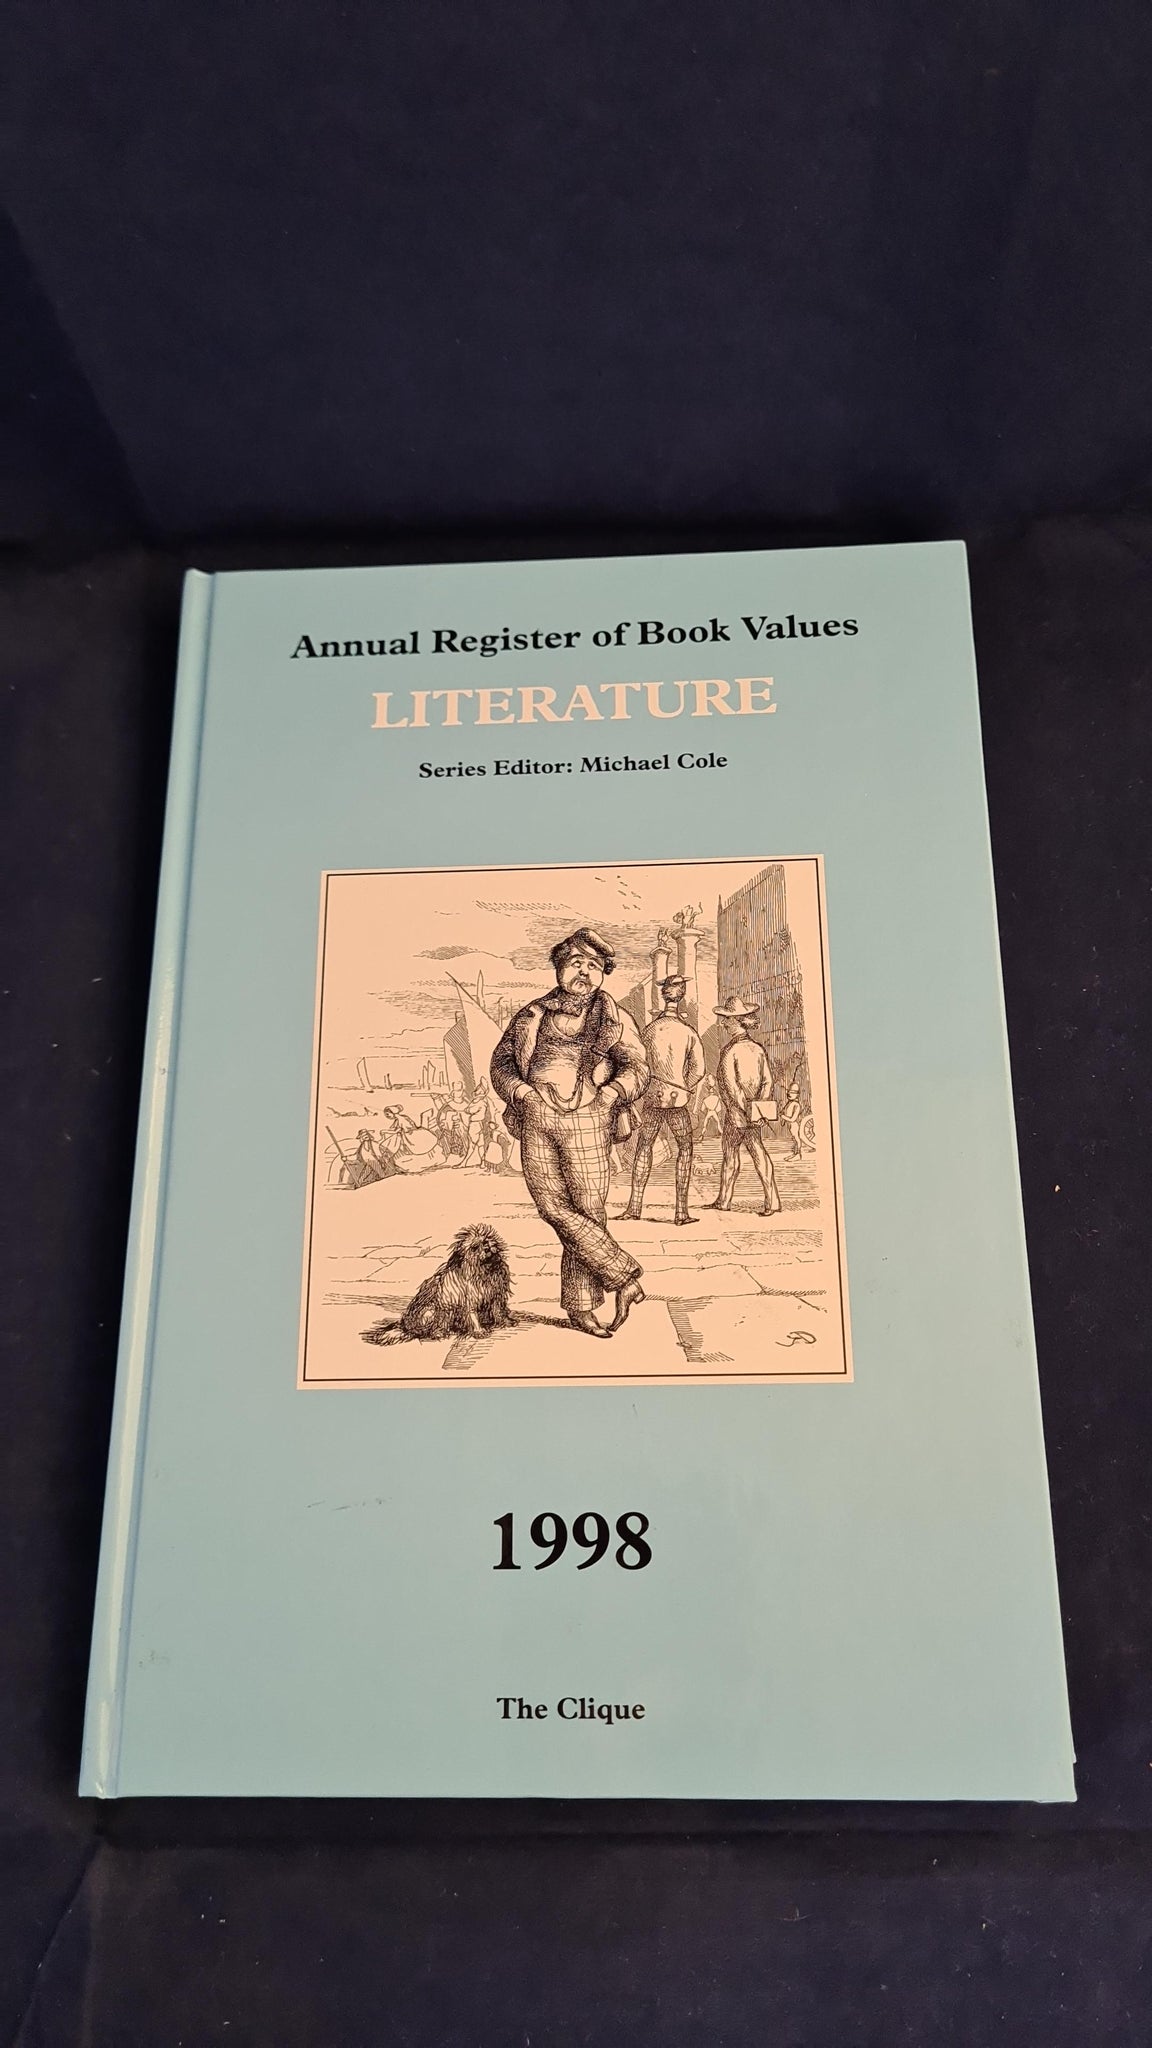 Annual Register of Book Values
LITERATURE
Series Editor: Michael Cole
1998
The Clique